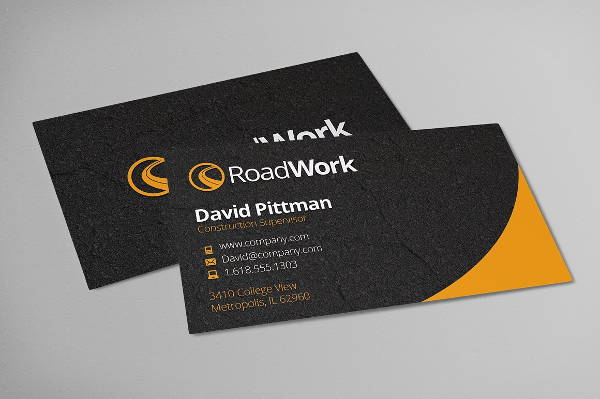 dWork
RoadWork
David Pittman
Construction Supervisor
www.company.com
David@company.com
1.618.555.1303
3410 College View
Metropolis, IL 62960